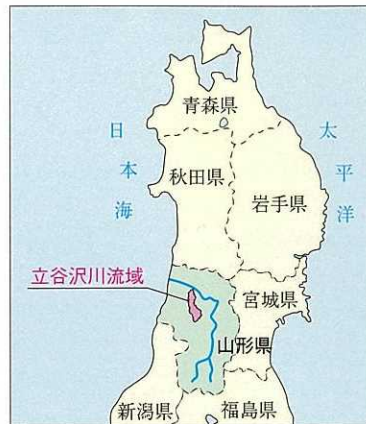 青森県
日本海
太平洋
秋田県
岩手県
立谷沢川流域
宮城県
山形県
新潟県
福島県